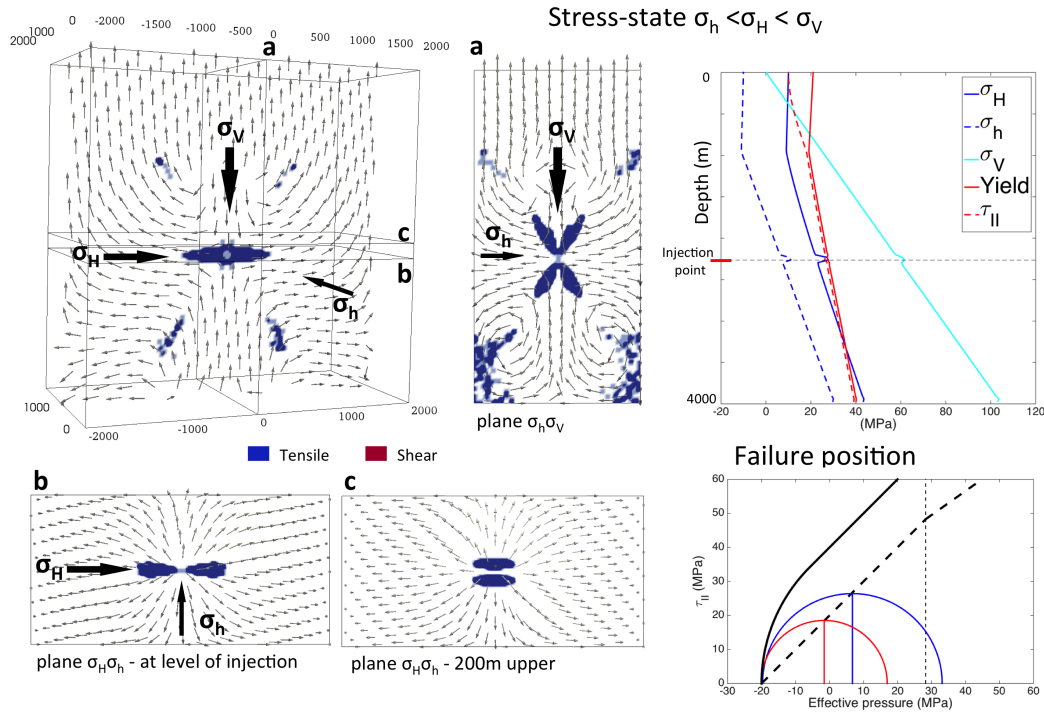 Stress-state σh <σH < σV
0 -1500 -1000 -500 0 500 1000 1500 2000
2000 1000
a
σV
σH
σh
c
b
1000
0
-2000
-1000
0
1000
2000
a
σV
σh
plane σhσV
Tensile
Shear
0
Depth (m)
Injection
point
4000
-20 0 20 40 60 80 100 120
(MPa)
σH
σh
σV
Yield
τII
b
σH
σh
plane σHσh - at level of injection
c
plane σHσh - 200m upper
Failure position
60
50
40
30
20
10
0
τII (MPa)
-30 -20 -10 0 10 20 30 40 50 60
Effective pressure (MPa)